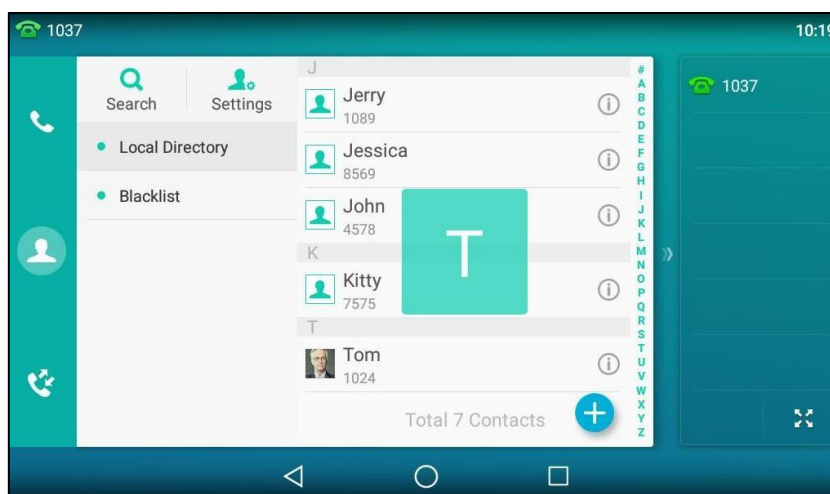 1037
10:19
Search
Settings
Local Directory
Blacklist
J
Jerry
1089
Jessica
8569
John
4578
K
Kitty
7575
T
Tom
1024
Total 7 Contacts
T
#
A
B
C
D
E
F
G
H
I
J
K
L
M
N
O
P
Q
R
S
T
U
V
W
X
Y
Z
1037